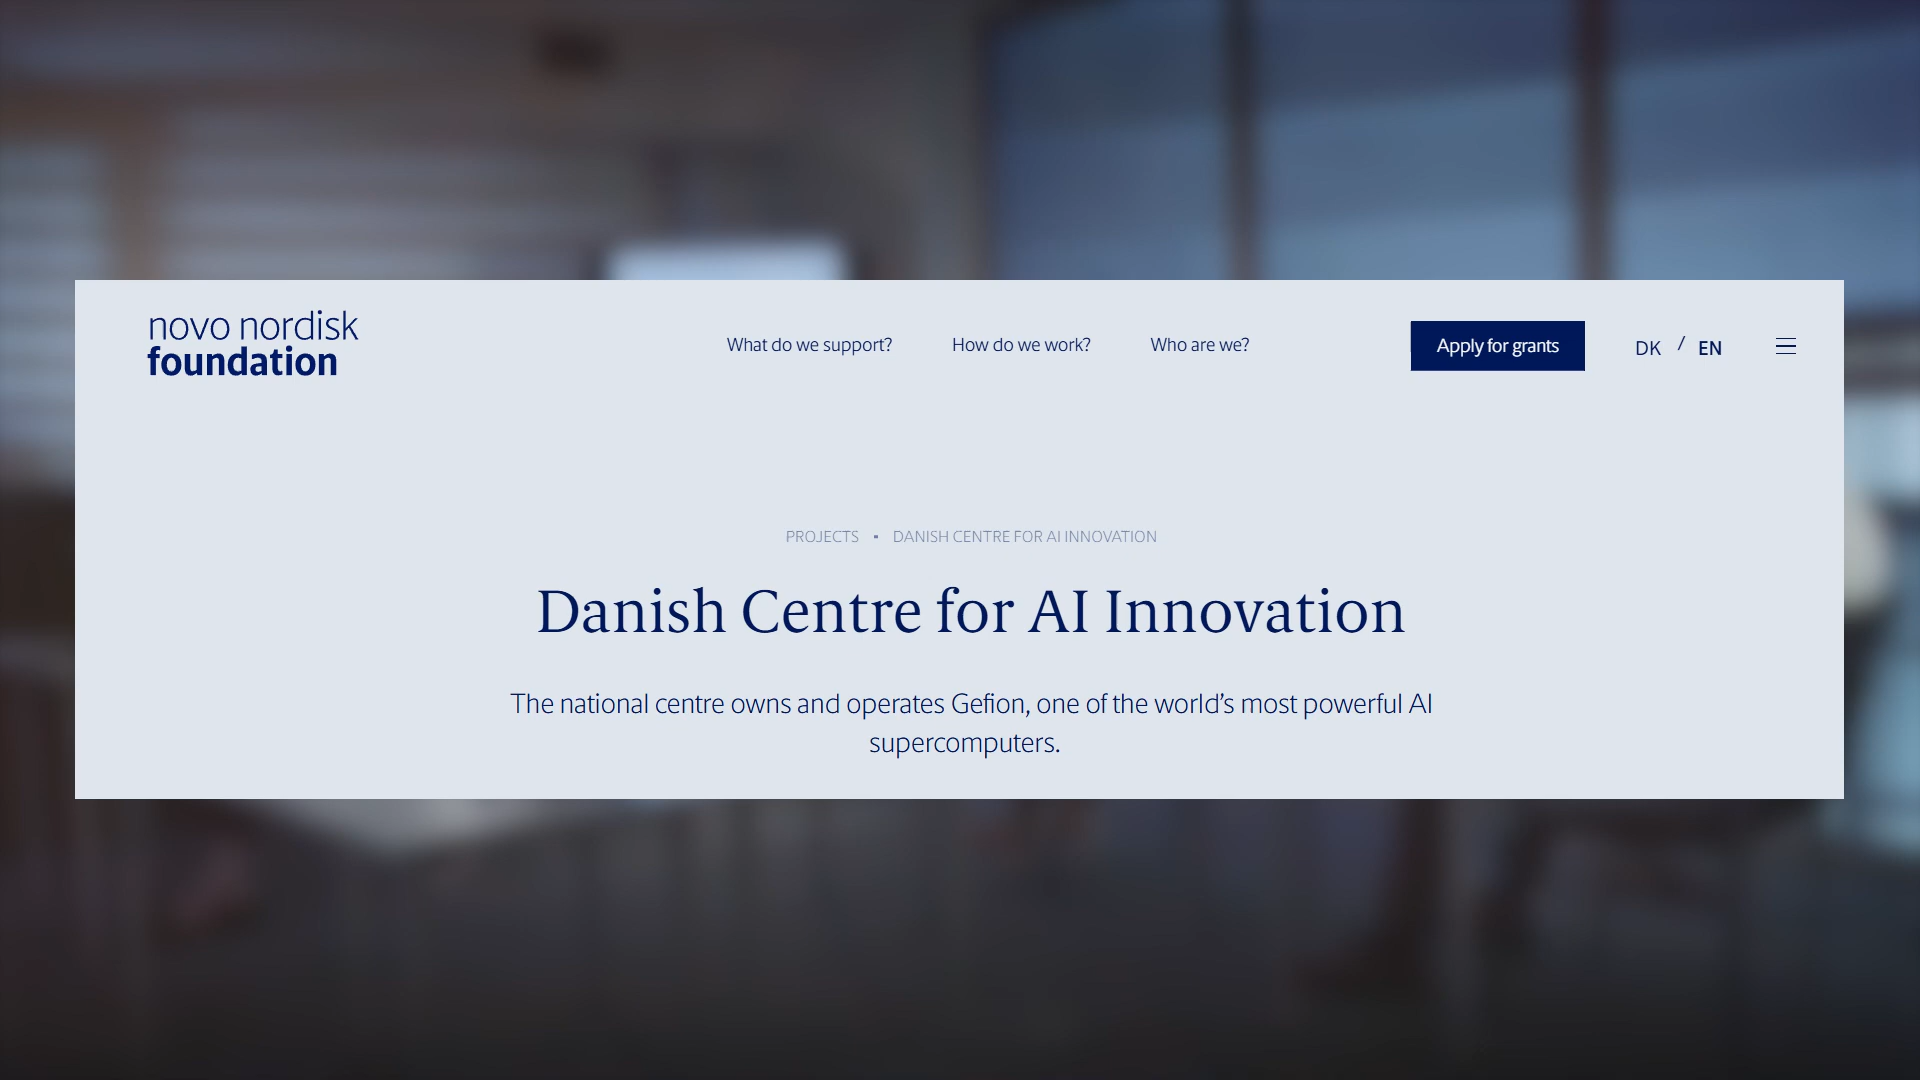 novo nordisk
foundation
What do we support? How do we work? Who are we? Apply for grants DK / EN
PROJECTS • DANISH CENTRE FOR AI INNOVATION
Danish Centre for AI Innovation
The national centre owns and operates Gefion, one of the world’s most powerful AI
supercomputers.